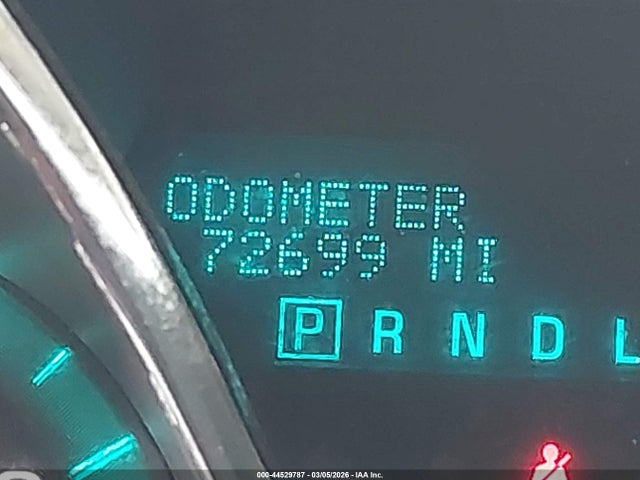 ODOMETER
72699 MI
P R N D L
000-44529787 - 03/05/2026 - IAA Inc.